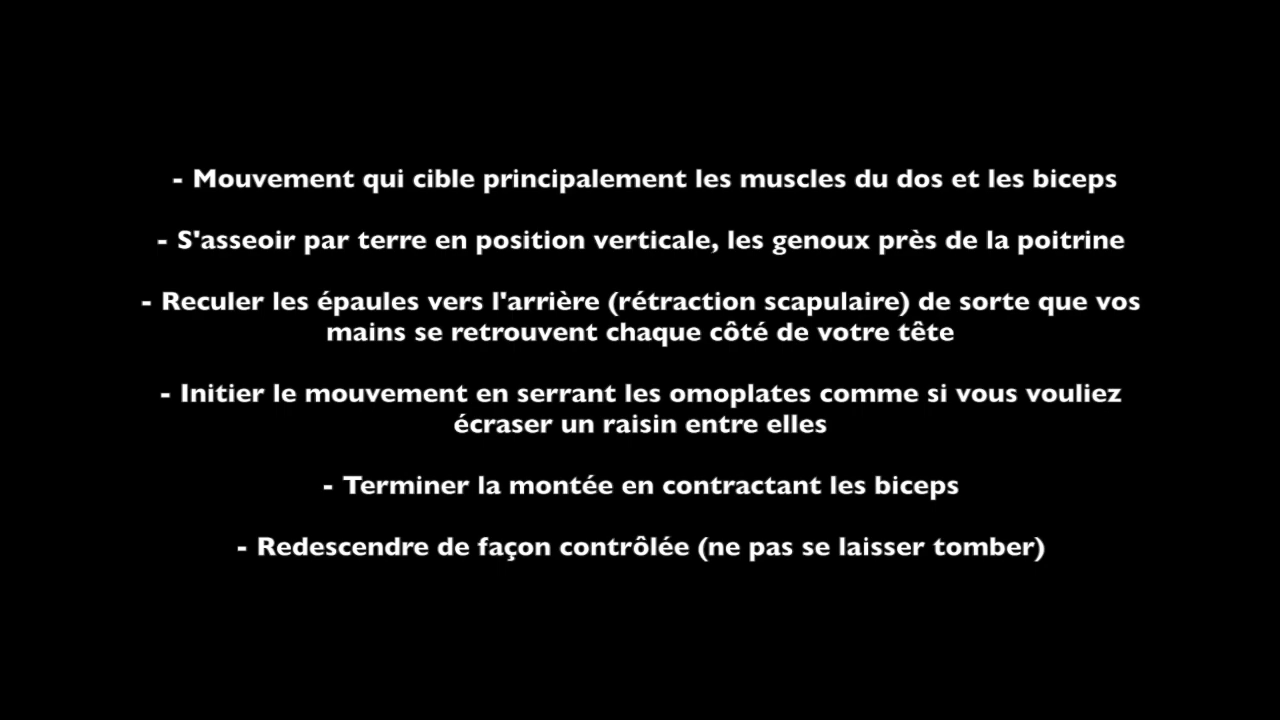 - Mouvement qui cible principalement les muscles du dos et les biceps
- S'asseoir par terre en position verticale, les genoux près de la poitrine
- Reculer les épaules vers l'arrière (rétraction scapulaire) de sorte que vos
mains se retrouvent chaque côté de votre tête
- Initier le mouvement en serrant les omoplates comme si vous vouliez
écraser un raisin entre elles
- Terminer la montée en contractant les biceps
- Redescendre de façon contrôlée (ne pas se laisser tomber)